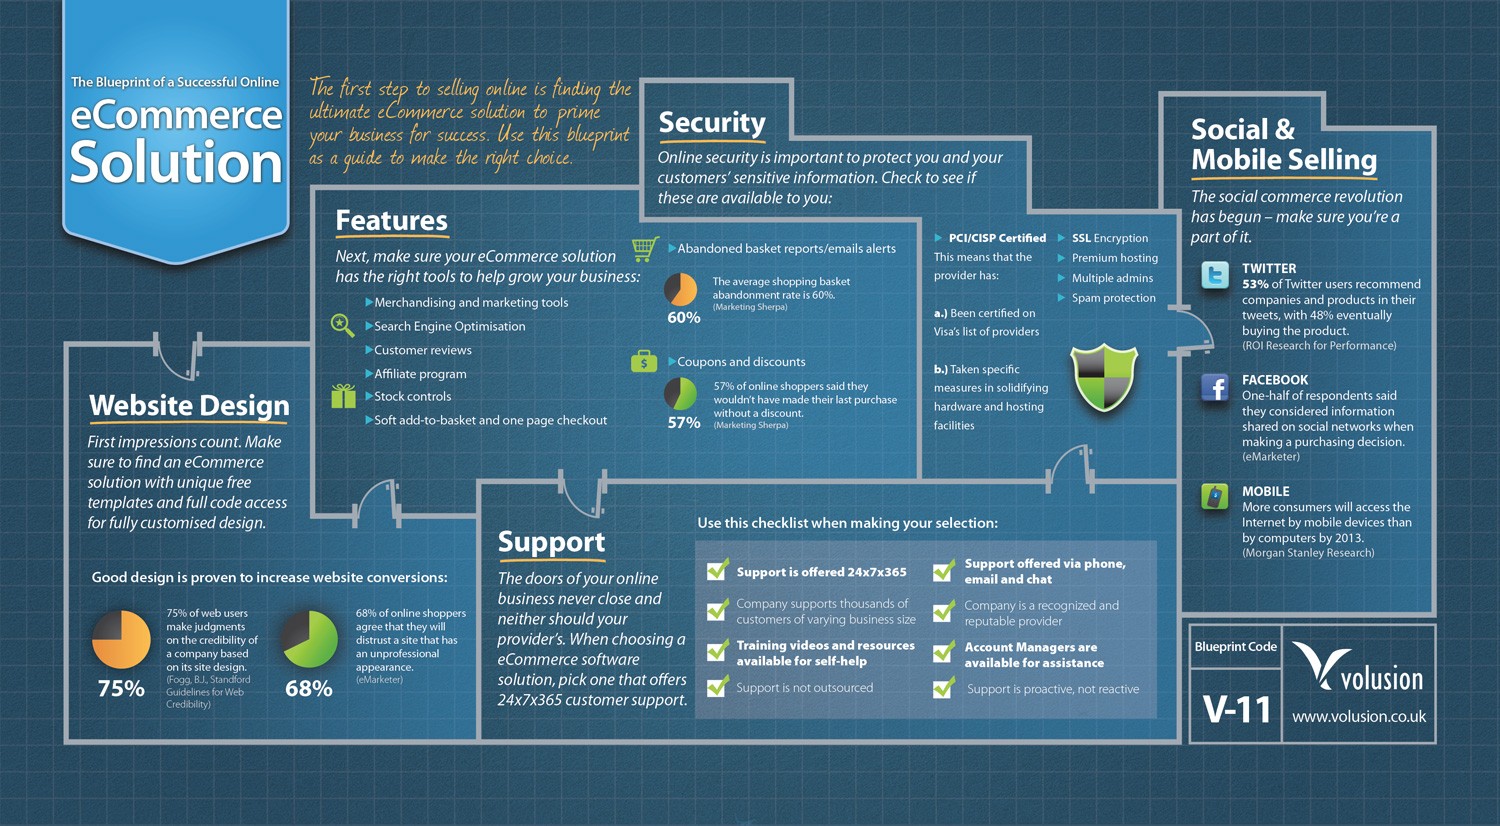 The Blueprint of a Successful Online
eCommerce
Solution
The first step to selling online is finding the
ultimate eCommerce solution to prime
your business for success. Use this blueprint
as a guide to make the right choice.
Website Design
First impressions count. Make
sure to find an eCommerce
solution with unique free
templates and full code access
for fully customised design.
Good design is proven to increase website conversions:
75%
75% of web users
make judgments
on the credibility of
a company based
on its site design.
(Fogg, B.J., Standford
Guidelines for Web
Credibility)
68%
68% of online shoppers
agree that they will
distrust a site that has
an unprofessional
appearance.
(eMarketer)
Features
Next, make sure your eCommerce solution
has the right tools to help grow your business:
Merchandising and marketing tools
Search Engine Optimisation
Customer reviews
Affiliate program
Stock controls
Soft add-to-basket and one page checkout
Abandoned basket reports/emails alerts
60%
The average shopping basket
abandonment rate is 60%.
(Marketing Sherpa)
$
Coupons and discounts
57%
57% of online shoppers said they
wouldn't have made their last purchase
without a discount.
(Marketing Sherpa)
Security
Online security is important to protect you and your
customers' sensitive information. Check to see if
these are available to you:
PCI/CISP Certified
This means that the
provider has:
a.) Been certified on
Visa's list of providers
b.) Taken specific
measures in solidifying
hardware and hosting
facilities
SSL Encryption
Premium hosting
Multiple admins
Spam protection
Support
The doors of your online
business never close and
neither should your
provider's. When choosing a
eCommerce software
solution, pick one that offers
24x7x365 customer support.
Use this checklist when making your selection:
Support is offered 24x7x365
Company supports thousands of
customers of varying business size
Training videos and resources
available for self-help
Support is not outsourced
Support offered via phone,
email and chat
Company is a recognized and
reputable provider
Account Managers are
available for assistance
Support is proactive, not reactive
Social &
Mobile Selling
The social commerce revolution
has begun – make sure you're a
part of it.
t
TWITTER
53% of Twitter users recommend
companies and products in their
tweets, with 48% eventually
buying the product.
(ROI Research for Performance)
f
FACEBOOK
One-half of respondents said
they considered information
shared on social networks when
making a purchasing decision.
(eMarketer)
MOBILE
More consumers will access the
Internet by mobile devices than
by computers by 2013.
(Morgan Stanley Research)
Blueprint Code
V-11
volusion
www.volusion.co.uk